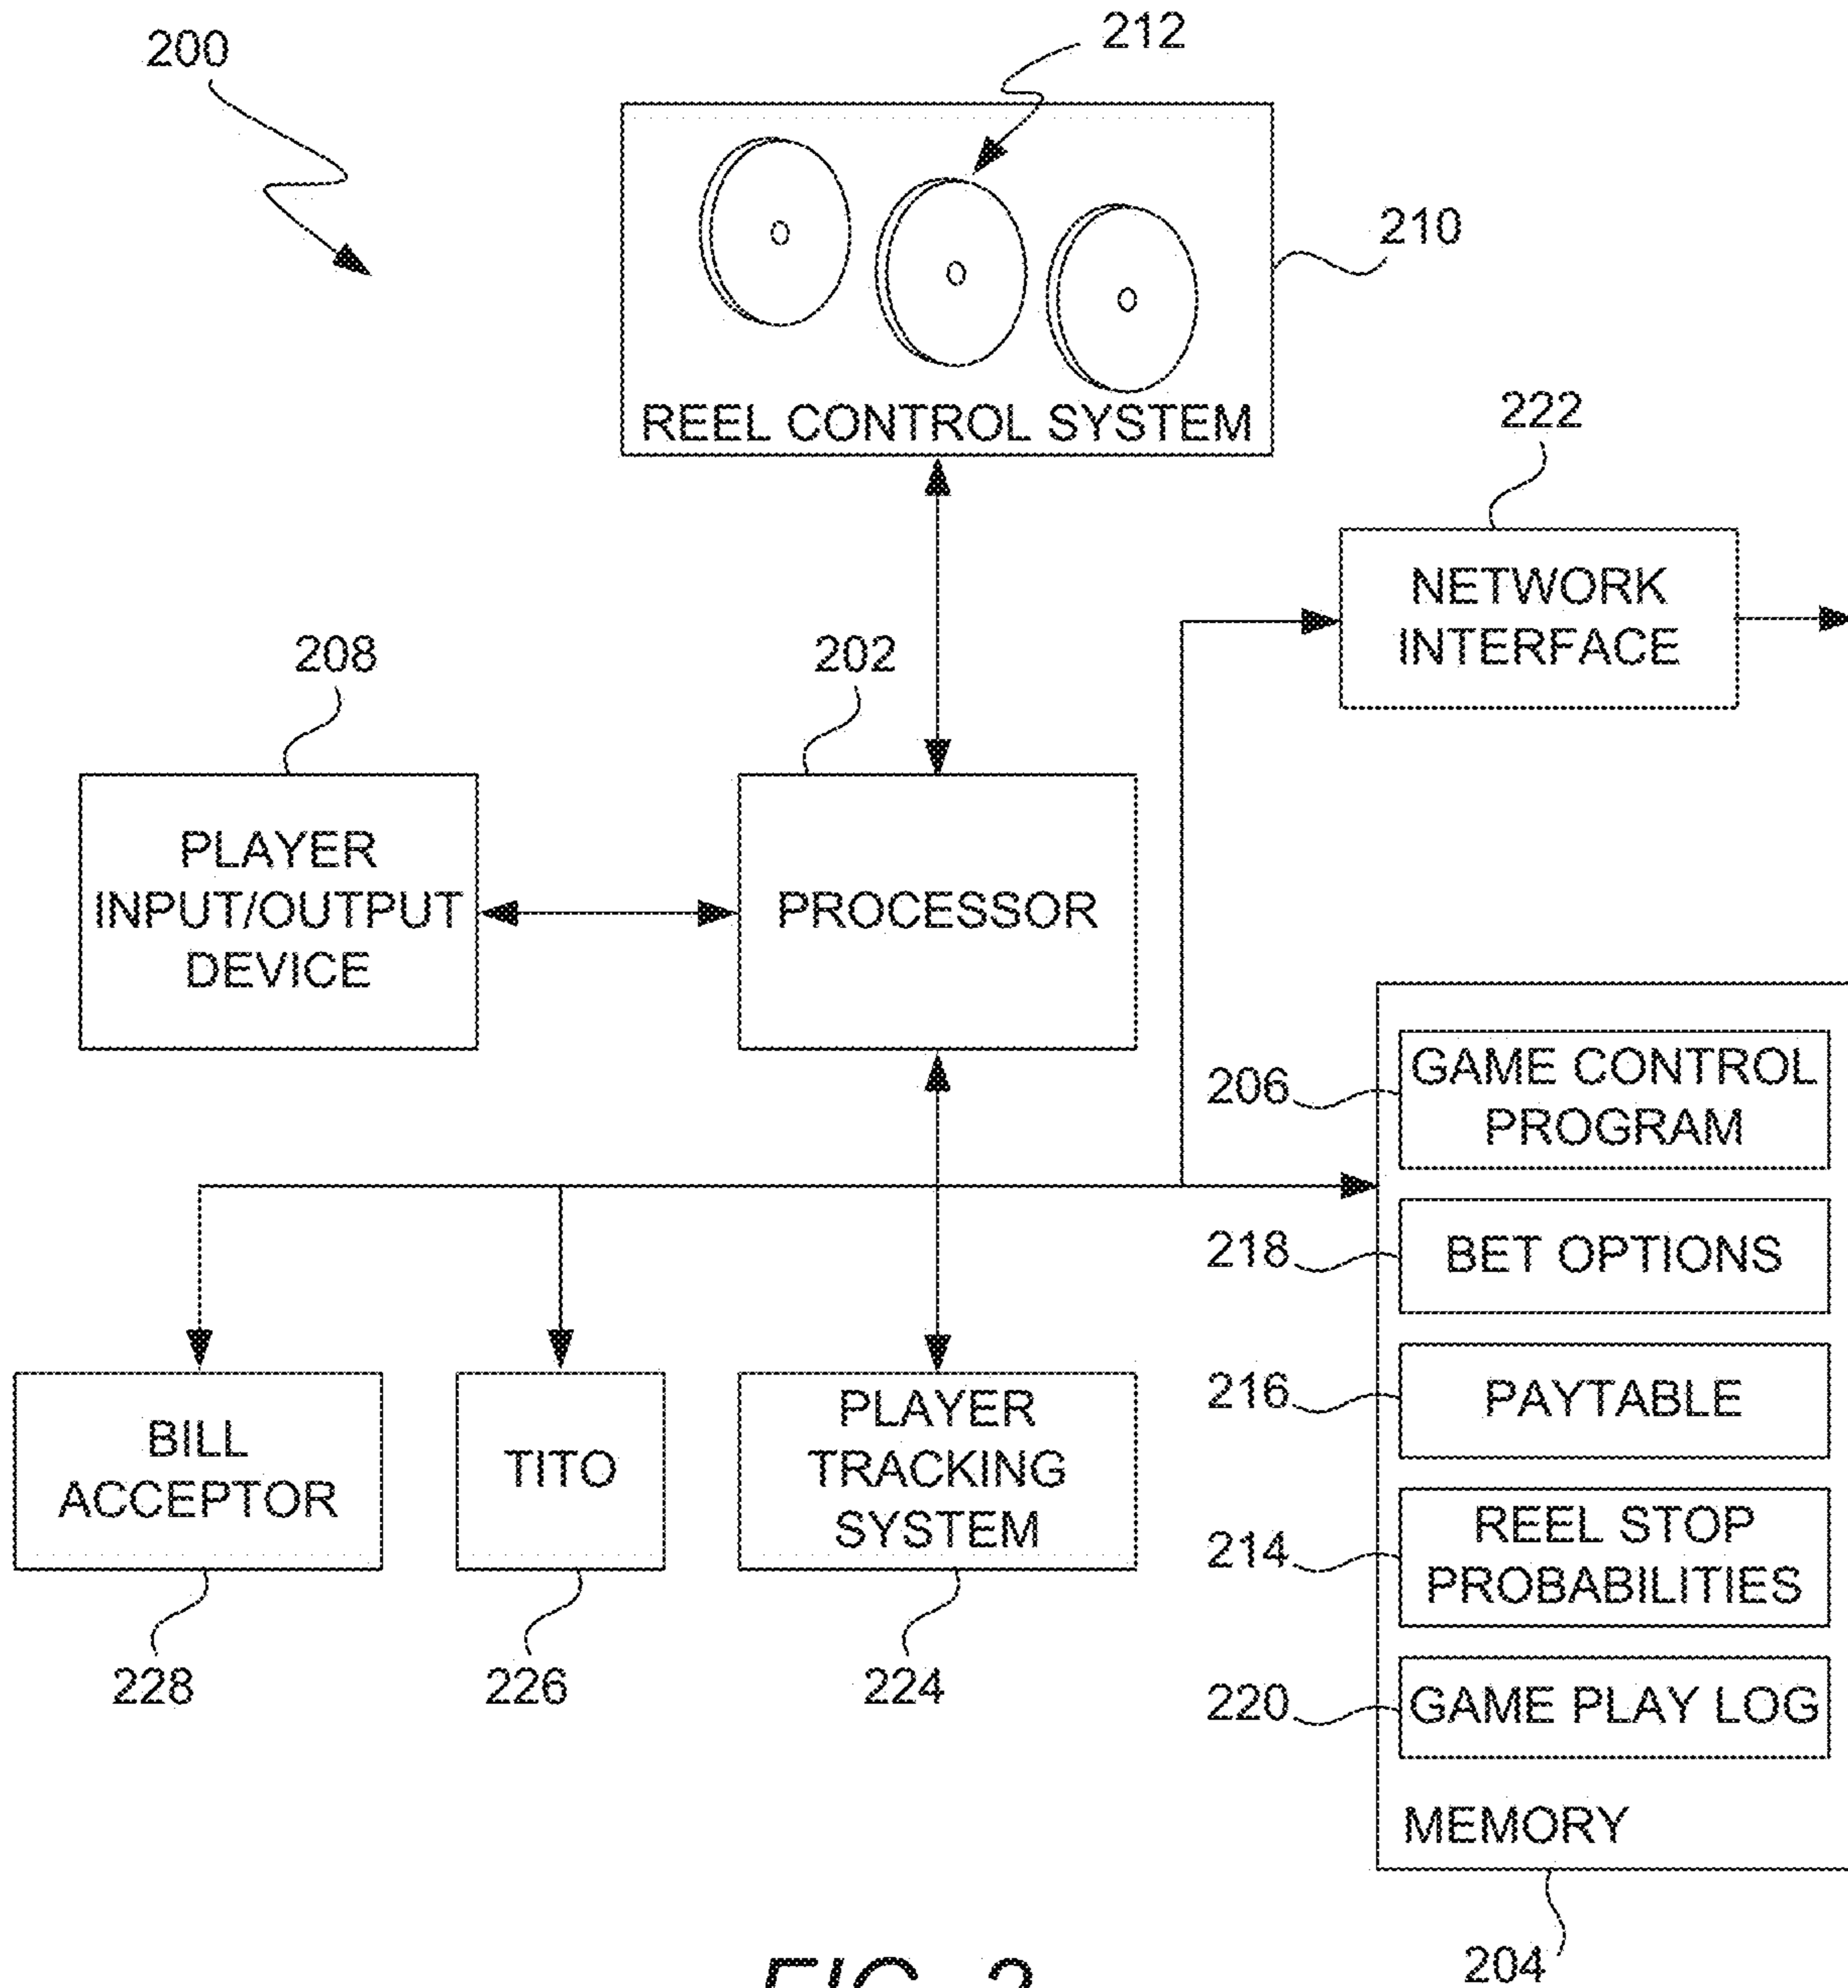 200
212
210
REEL CONTROL SYSTEM
222
NETWORK
INTERFACE
208
202
PLAYER
INPUT/OUTPUT
DEVICE
PROCESSOR
206
GAME CONTROL
PROGRAM
218
BET OPTIONS
216
PAYTABLE
214
REEL STOP
PROBABILITIES
220
GAME PLAY LOG
MEMORY
204
BILL
ACCEPTOR
TITO
PLAYER
TRACKING
SYSTEM
228
226
224